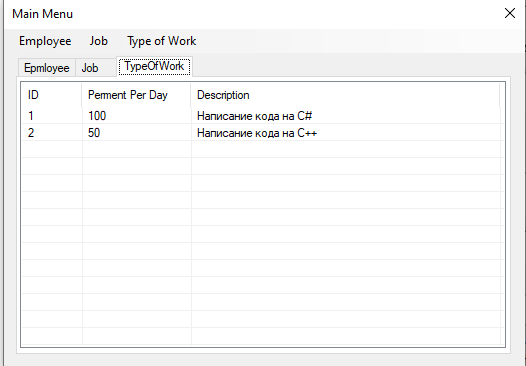 Main Menu
Employee Job Type of Work
Epmloyee Job TypeOfWork
ID Perment Per Day Description
1 100 Написание кода на C#
2 50 Написание кода на C++